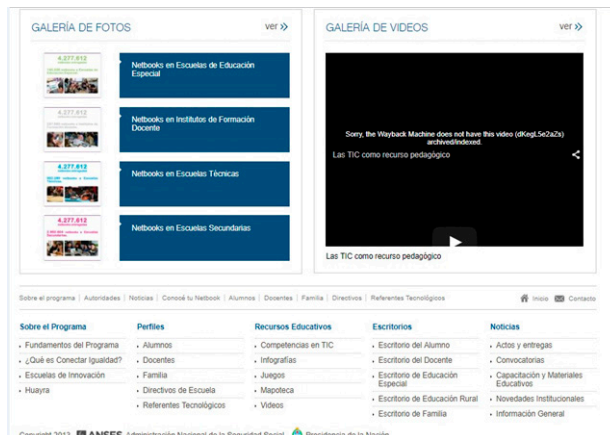 GALERÍA DE FOTOS
ver »
4.277.612
Netbooks en Escuelas de Educación
Especial
4.277.612
Netbooks en Institutos de Formación
Docente
4.277.612
Netbooks en Escuelas Técnicas
4.277.612
Netbooks en Escuelas Secundarias
GALERÍA DE VIDEOS
ver »
Sorry, the Wayback Machine does not have this video (dKegL5e2aZs)
archived/indexed.
Las TIC como recurso pedagógico
Las TIC como recurso pedagógico
Sobre el programa | Autoridades | Noticias | Conocé tu Netbook | Alumnos | Docentes | Familia | Directivos | Referentes Tecnológicos
Inicio Contacto
Sobre el Programa
Fundamentos del Programa
¿Qué es Conectar Igualdad?
Escuelas de Innovación
Huayra
Perfiles
Alumnos
Docentes
Familia
Directivos de Escuela
Referentes Tecnológicos
Recursos Educativos
Competencias en TIC
Infografías
Juegos
Mapoteca
Videos
Escritorios
Escritorio del Alumno
Escritorio del Docente
Escritorio de Educación
Especial
Escritorio de Educación Rural
Escritorio de Familia
Noticias
Actos y entregas
Convocatorias
Capacitación y Materiales
Educativos
Novedades Institucionales
Información General
Copyright 2013 ANSES Administración Nacional de la Seguridad Social Presidencia de la Nación